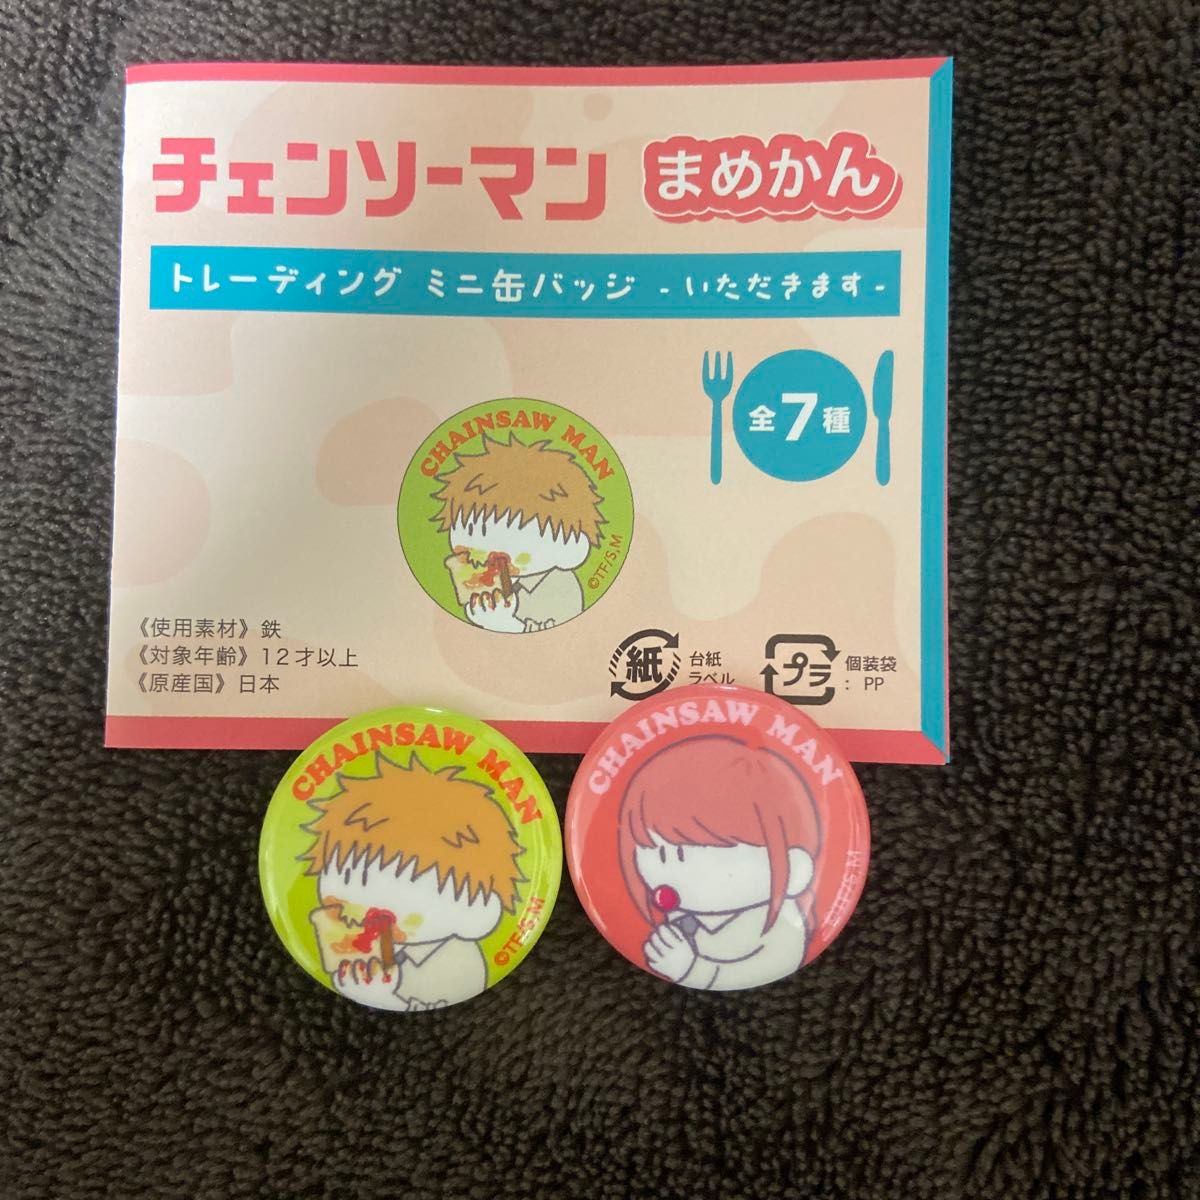 チェンソーマン まめかん
トレーディング ミニ缶バッジ -いただきます-
全7種
CHAINSAW MAN
©TF/S,M
《使用素材》鉄
《対象年齢》12才以上
《原産国》日本
紙
台紙
ラベル
プラ
個装袋
: PP
CHAINSAW MAN
©TF/S,M
CHAINSAW MAN
©TF/S,M